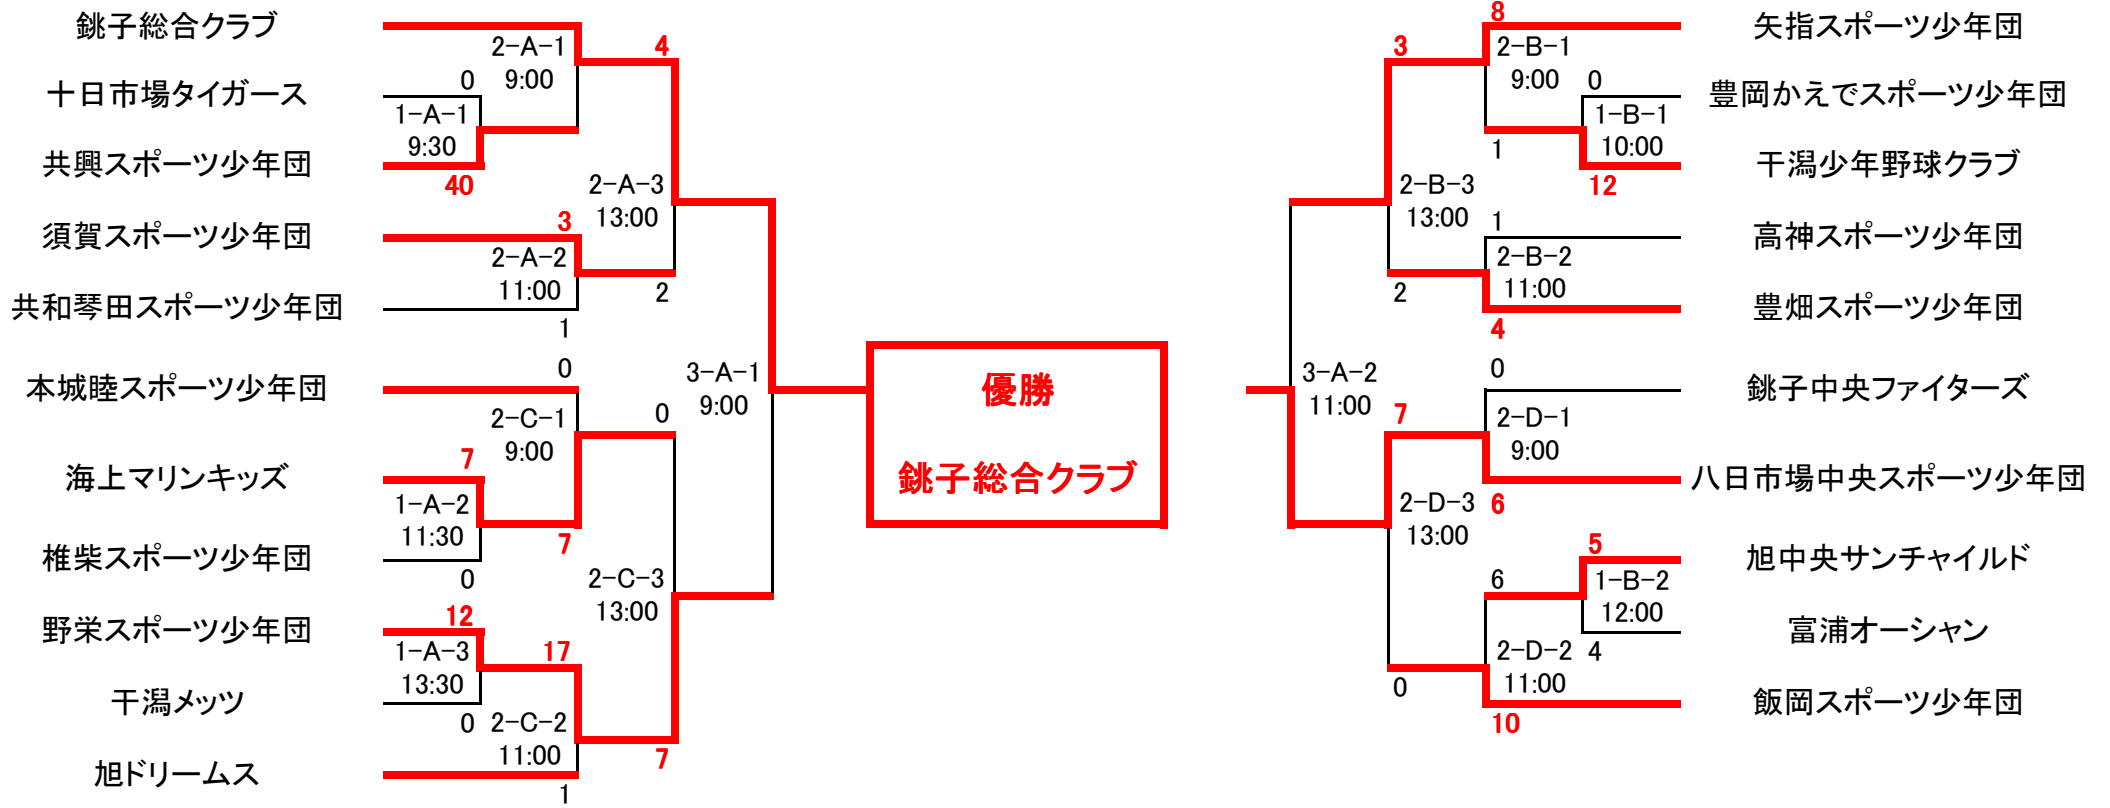 銚子総合クラブ
2-A-1
9:00
4
0
十日市場タイガース
1-A-1
9:30
共興スポーツ少年団
40
2-A-3
13:00
3
須賀スポーツ少年団
2-A-2
11:00
2
共和琴田スポーツ少年団
1
0
本城睦スポーツ少年団
2-C-1
9:00
0
3-A-1
9:00
7
海上マリンキッズ
1-A-2
11:30
7
椎柴スポーツ少年団
0
2-C-3
13:00
12
野栄スポーツ少年団
1-A-3
13:30
17
干潟メッツ
0
2-C-2
11:00
7
旭ドリームス
1
優勝
銚子総合クラブ
8
矢指スポーツ少年団
3
2-B-1
9:00
0
豊岡かえでスポーツ少年団
1-B-1
10:00
1
干潟少年野球クラブ
12
2-B-3
13:00
1
高神スポーツ少年団
2-B-2
11:00
2
豊畑スポーツ少年団
4
0
3-A-2
11:00
銚子中央ファイターズ
7
2-D-1
9:00
八日市場中央スポーツ少年団
6
2-D-3
13:00
5
旭中央サンチャイルド
6
1-B-2
12:00
富浦オーシャン
4
2-D-2
11:00
0
飯岡スポーツ少年団
10